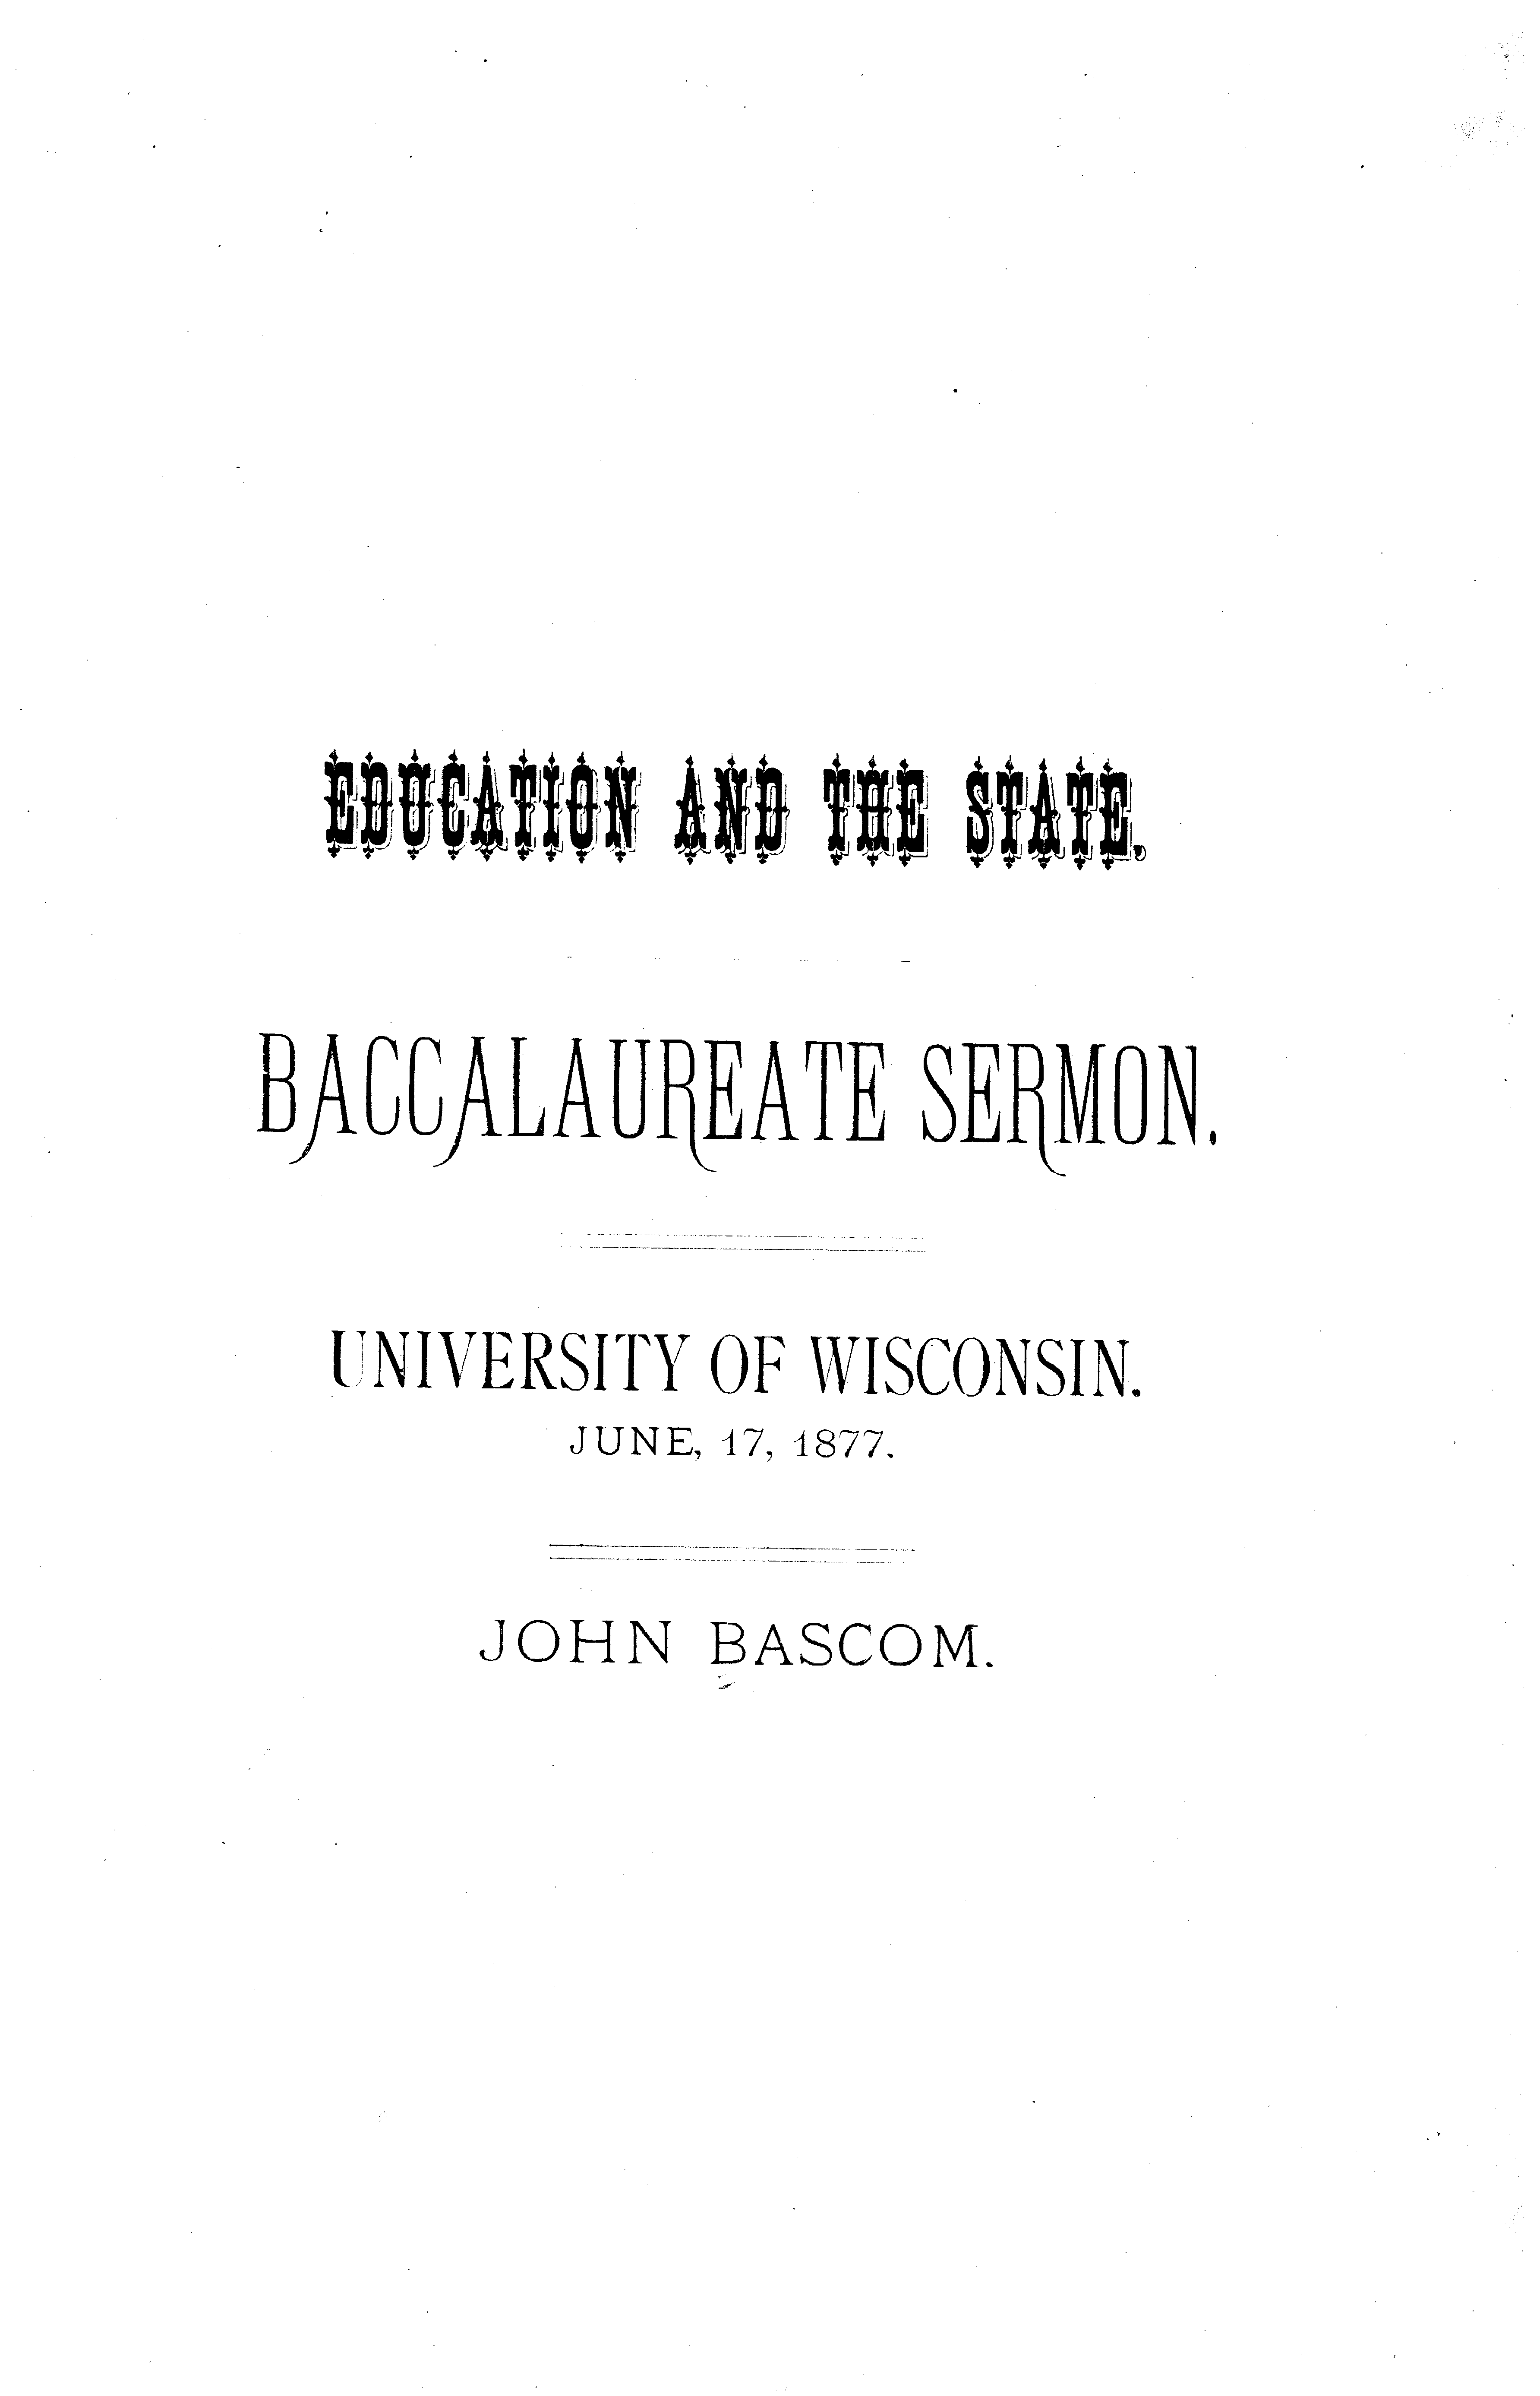 EDUCATION AND THE STATE.
BACCALAUREATE SERMON.
UNIVERSITY OF WISCONSIN.
JUNE, 17, 1877.
JOHN BASCOM.